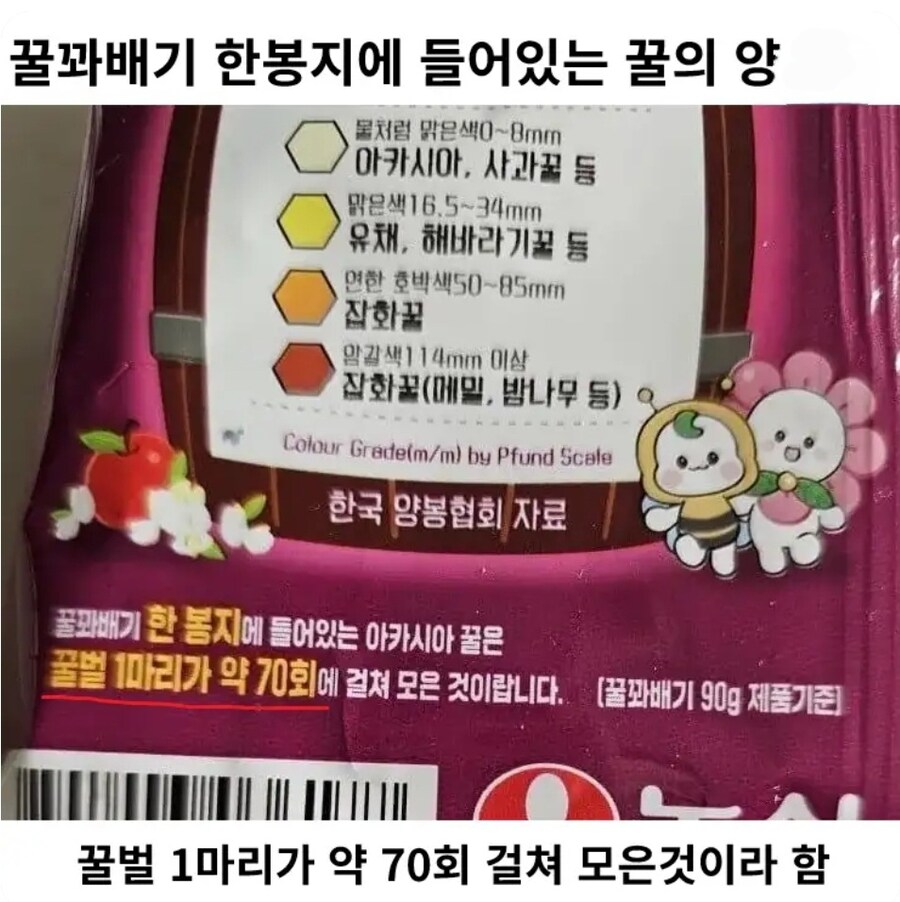 꿀꽈배기 한봉지에 들어있는 꿀의 양
물처럼 맑은색0~8mm
아카시아, 사과꿀 등
맑은색16.5~34mm
유채, 해바라기꿀 등
연한 호박색50~85mm
잡화꿀
암갈색114mm 이상
잡화꿀(메밀, 밤나무 등)
Colour Grade(m/m) by Pfund Scale
한국 양봉협회 자료
꿀꽈배기 한 봉지에 들어있는 아카시아 꿀은
꿀벌 1마리가 약 70회에 걸쳐 모은 것이랍니다. [꿀꽈배기 90g 제품기준]
꿀벌 1마리가 약 70회 걸쳐 모은것이라 함